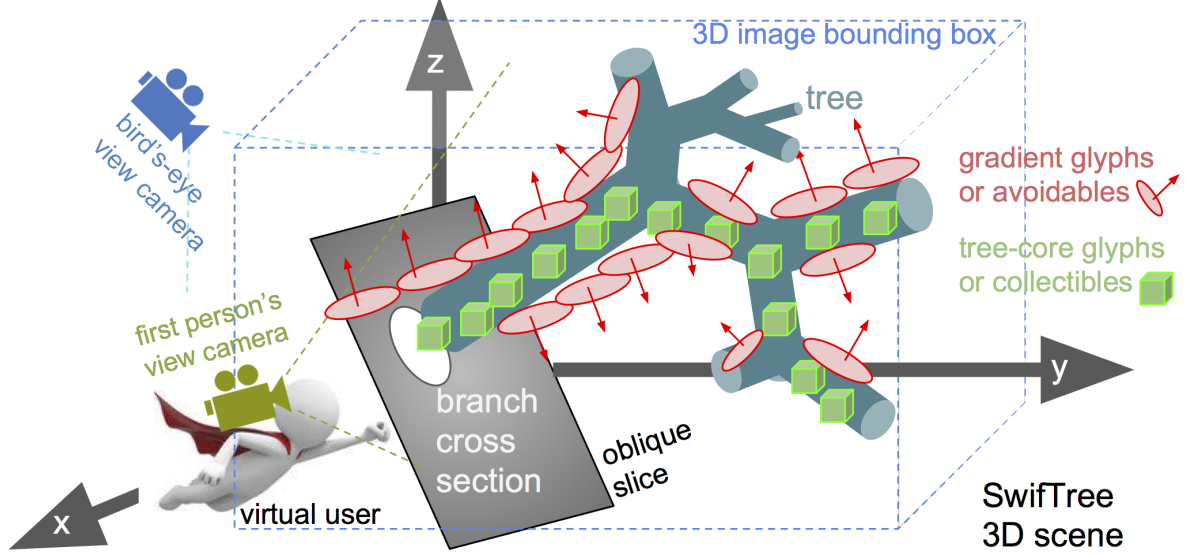 3D image bounding box
z
tree
bird's-eye
view camera
gradient glyphs
or avoidables
tree-core glyphs
or collectibles
first person's
view camera
y
branch
cross
section
oblique
slice
x
virtual user
SwifTree
3D scene